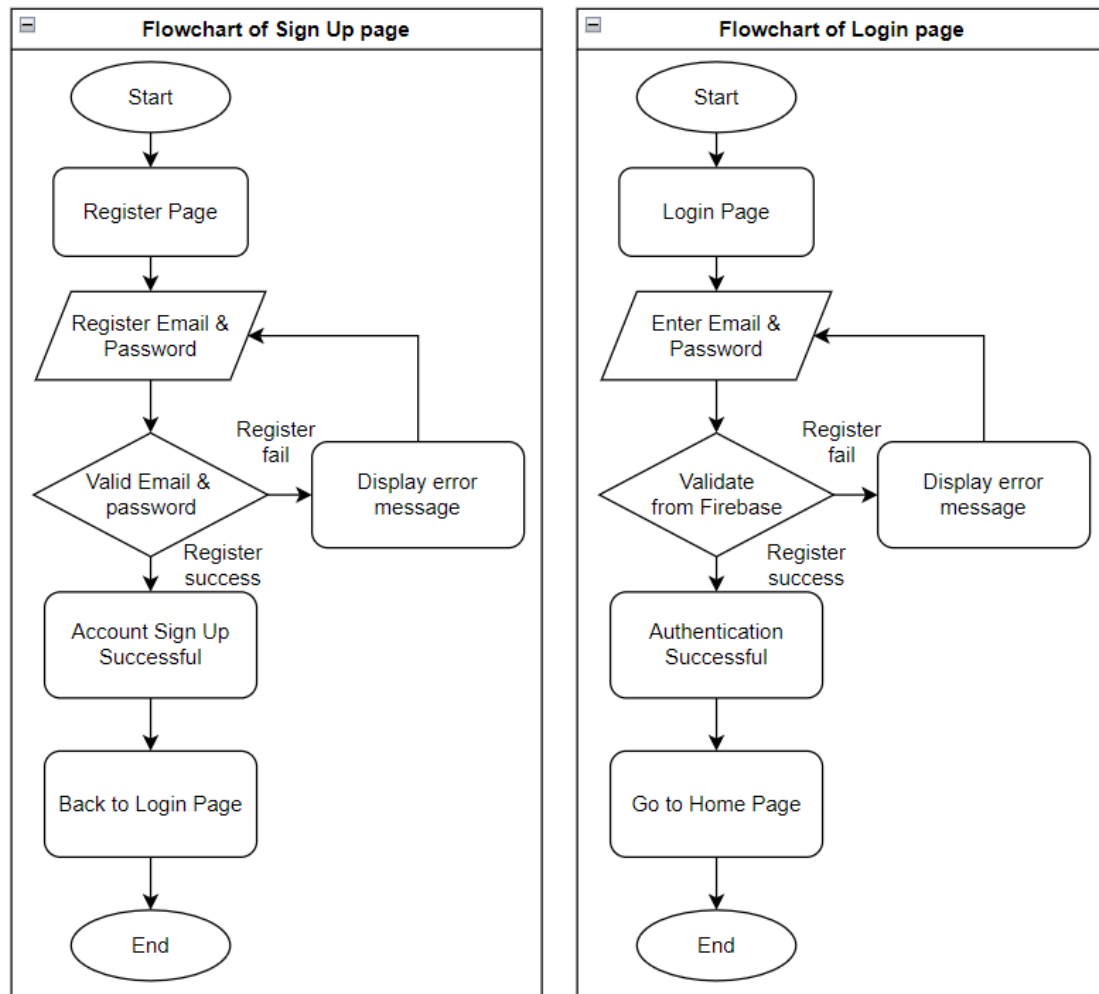 Flowchart of Sign Up page
Start
Register Page
Register Email &
Password
Valid Email &
password
Register
fail
Display error
message
Register
success
Account Sign Up
Successful
Back to Login Page
End
Flowchart of Login page
Start
Login Page
Enter Email &
Password
Validate
from Firebase
Register
fail
Display error
message
Register
success
Authentication
Successful
Go to Home Page
End